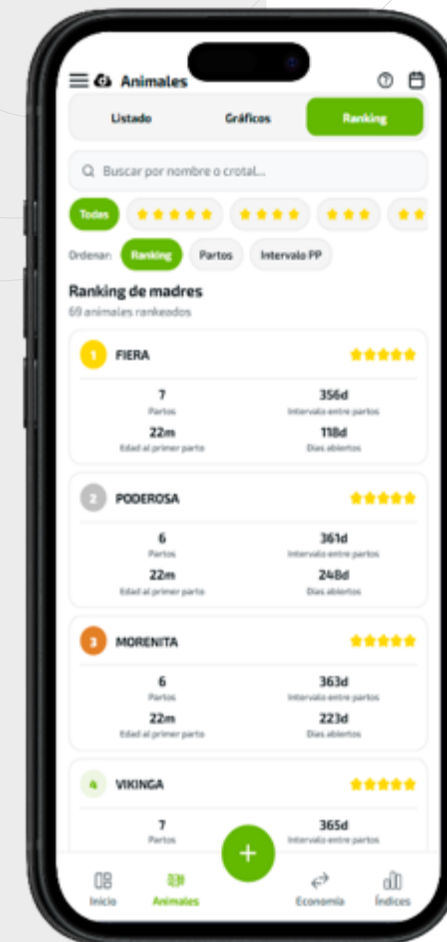 Animales
Listado Gráficos Ranking
Buscar por nombre o crotal...
Todas
Ordenar: Ranking Partos Intervalo PP
Ranking de madres
69 animales rankeados
1 FIERA
7 356d
Partos Intervalo entre partos
22m 118d
Edad al primer parto Días abiertos
2 PODEROSA
6 361d
Partos Intervalo entre partos
22m 248d
Edad al primer parto Días abiertos
3 MORENITA
6 363d
Partos Intervalo entre partos
22m 223d
Edad al primer parto Días abiertos
4 VIKINGA
7 365d
Partos Intervalo entre partos
+
Inicio Animales Economía Índices